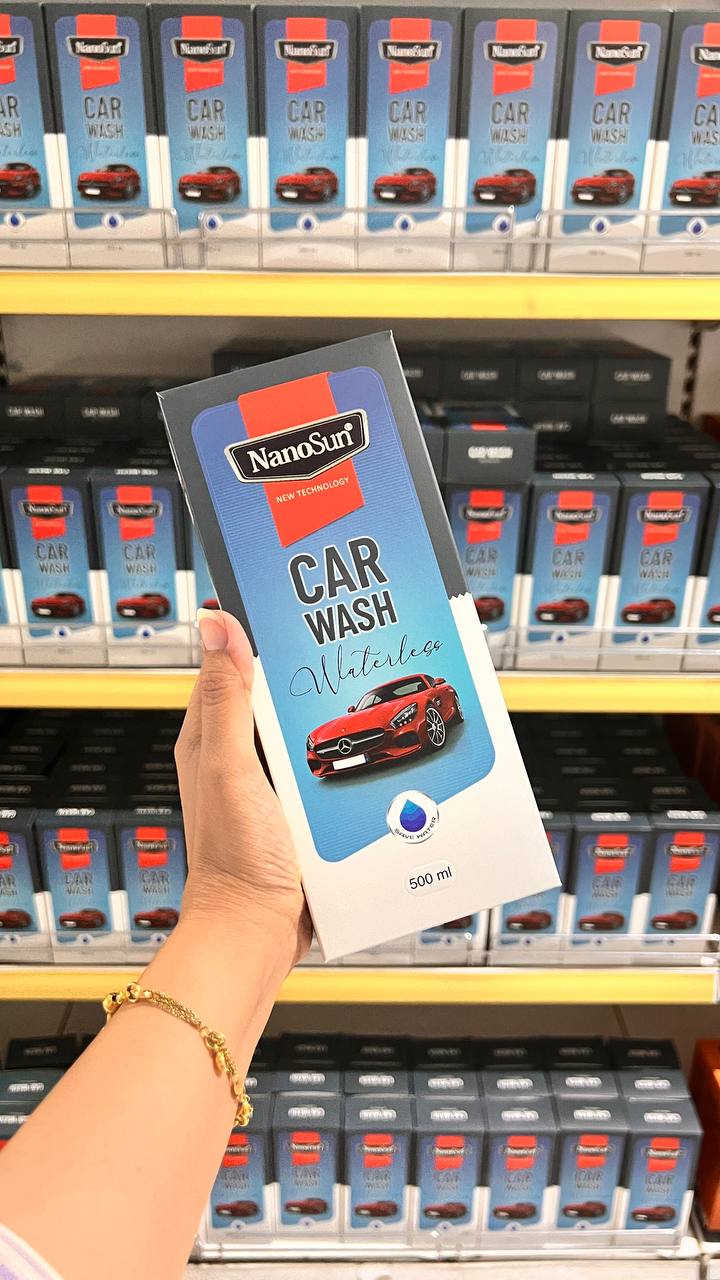 NanoSun®
NEW TECHNOLOGY
CAR
WASH
Waterless
SAVE WATER
500 ml